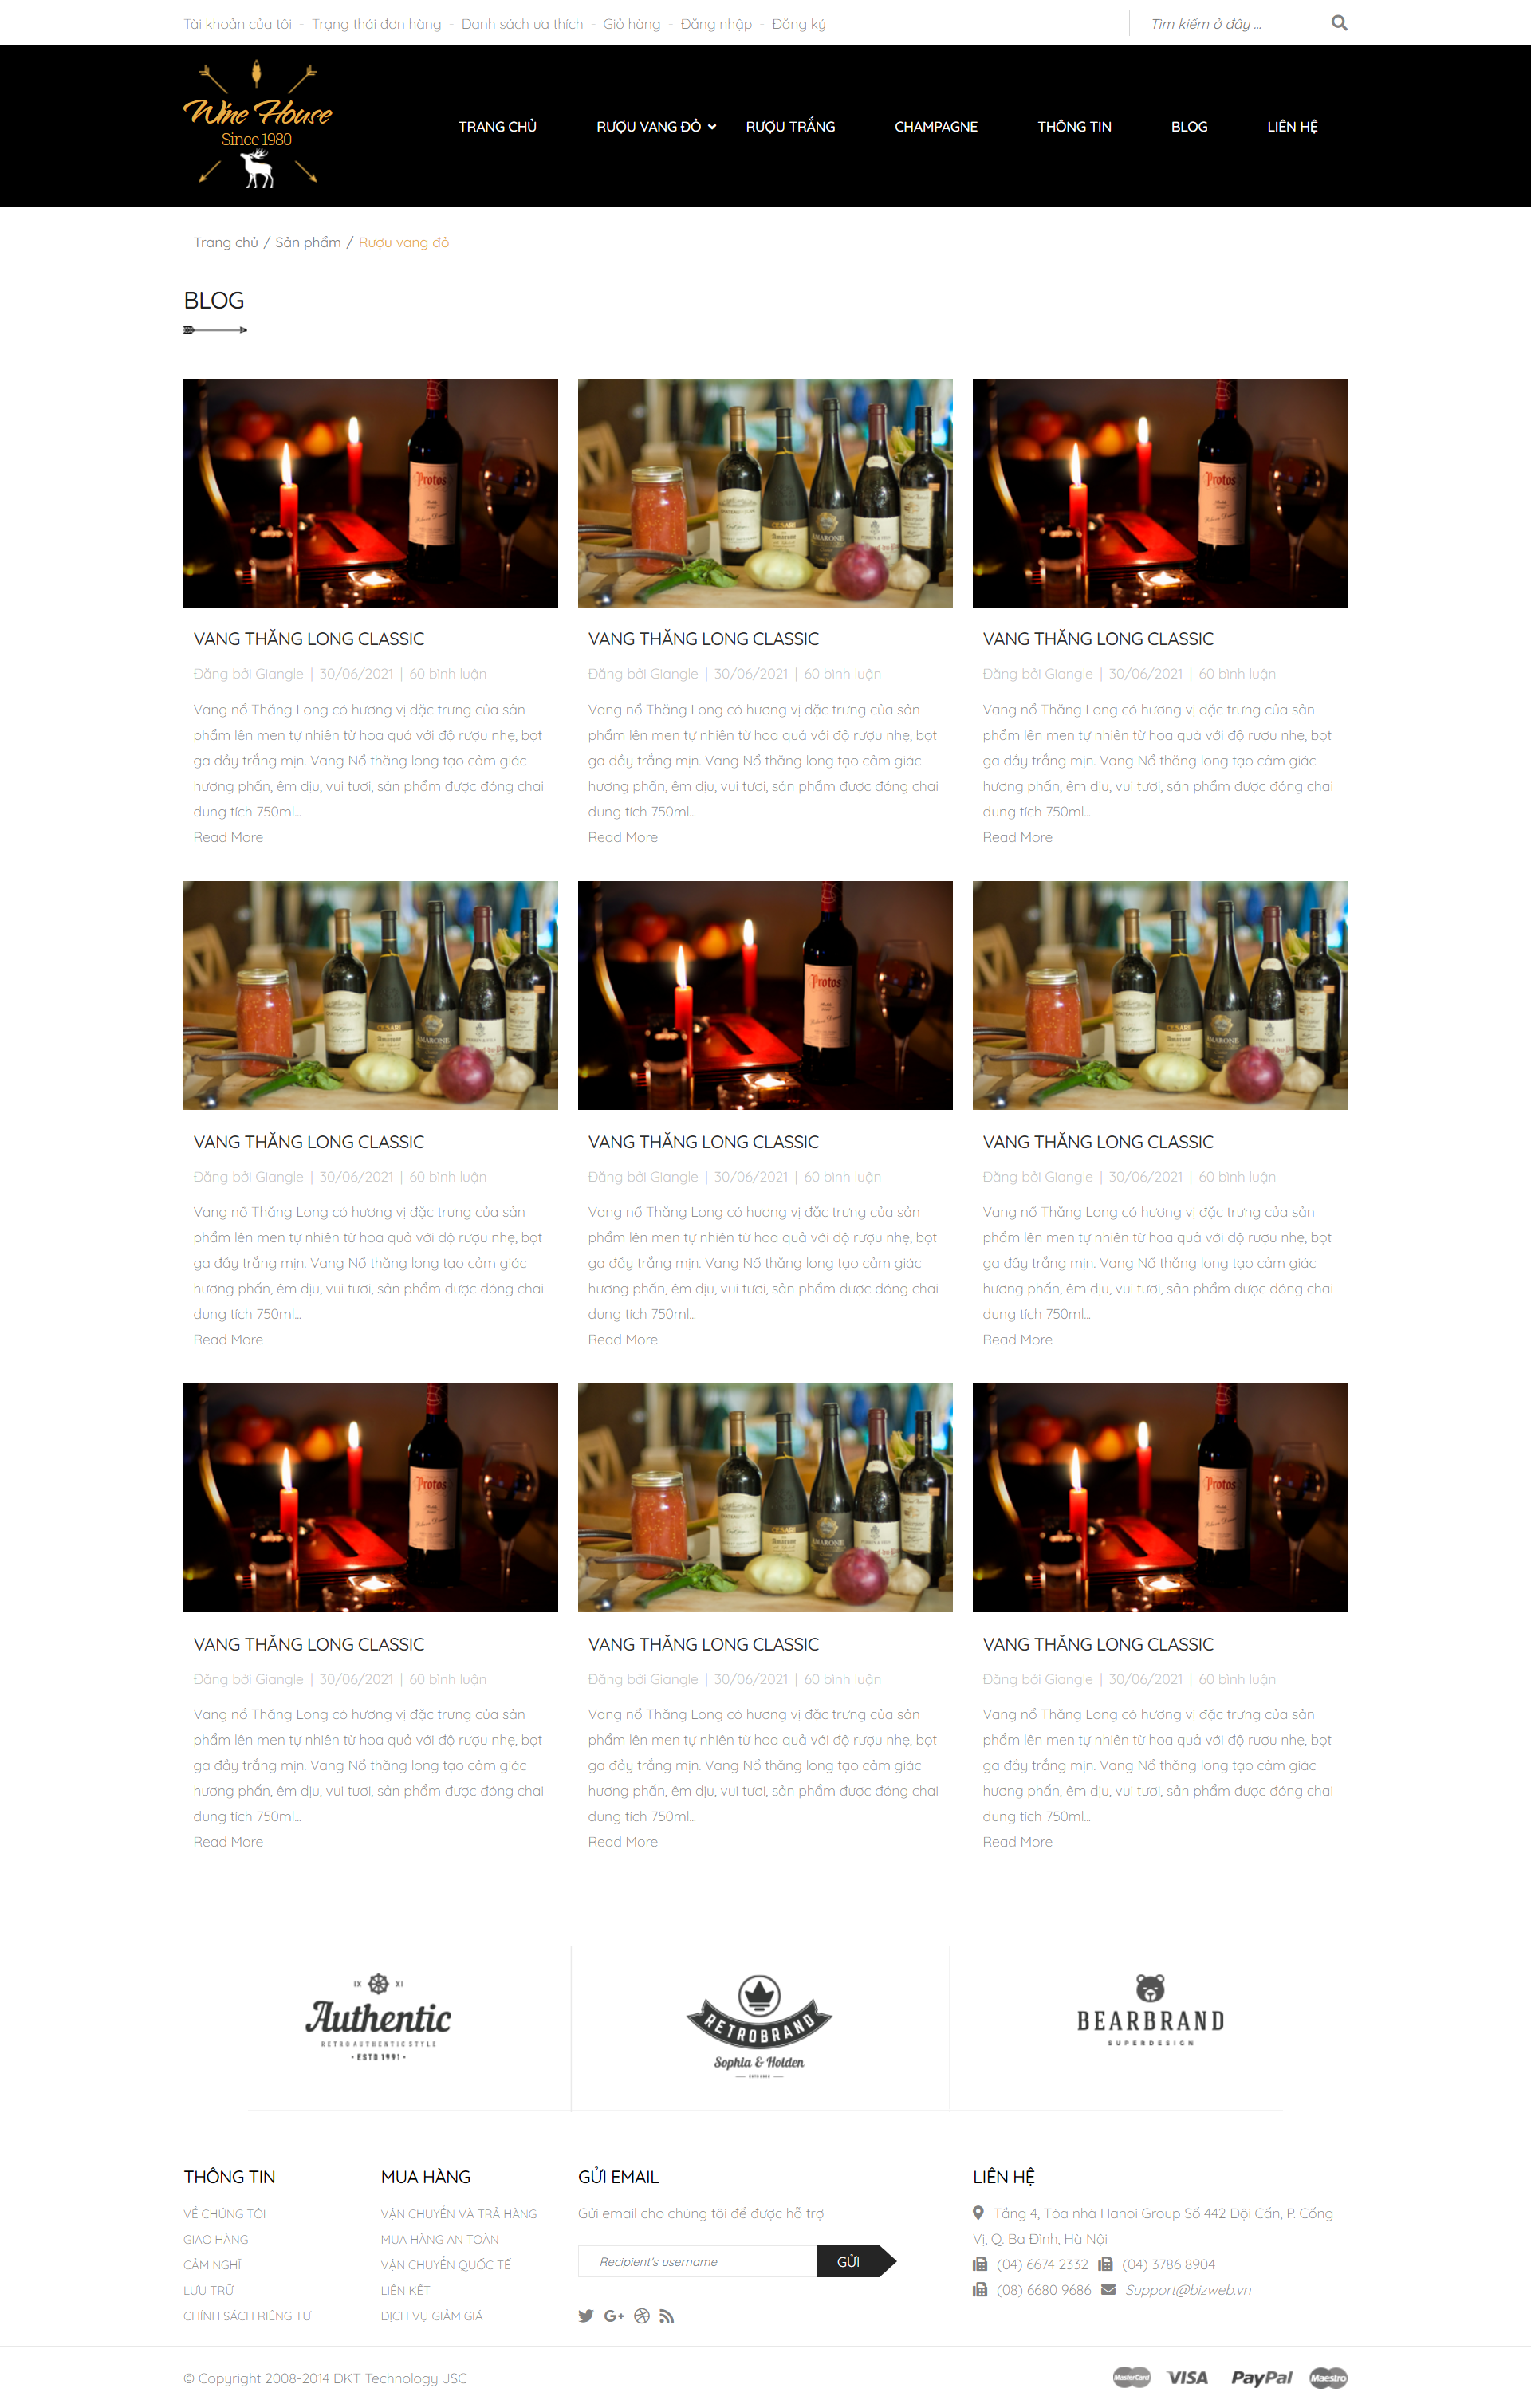 Tài khoản của tôi - Trạng thái đơn hàng - Danh sách ưa thích - Giỏ hàng - Đăng nhập - Đăng ký
Tìm kiếm ở đây ...
Wine House
Since 1980
TRANG CHỦ RƯỢU VANG ĐỎ RƯỢU TRẮNG CHAMPAGNE THÔNG TIN BLOG LIÊN HỆ
Trang chủ / Sản phẩm / Rượu vang đỏ
BLOG
VANG THĂNG LONG CLASSIC
Đăng bởi Giangle | 30/06/2021 | 60 bình luận
Vang nổ Thăng Long có hương vị đặc trưng của sản
phẩm lên men tự nhiên từ hoa quả với độ rượu nhẹ, bọt
ga đầy trắng mịn. Vang Nổ thăng long tạo cảm giác
hương phấn, êm dịu, vui tươi, sản phẩm được đóng chai
dung tích 750ml...
Read More
VANG THĂNG LONG CLASSIC
Đăng bởi Giangle | 30/06/2021 | 60 bình luận
Vang nổ Thăng Long có hương vị đặc trưng của sản
phẩm lên men tự nhiên từ hoa quả với độ rượu nhẹ, bọt
ga đầy trắng mịn. Vang Nổ thăng long tạo cảm giác
hương phấn, êm dịu, vui tươi, sản phẩm được đóng chai
dung tích 750ml...
Read More
VANG THĂNG LONG CLASSIC
Đăng bởi Giangle | 30/06/2021 | 60 bình luận
Vang nổ Thăng Long có hương vị đặc trưng của sản
phẩm lên men tự nhiên từ hoa quả với độ rượu nhẹ, bọt
ga đầy trắng mịn. Vang Nổ thăng long tạo cảm giác
hương phấn, êm dịu, vui tươi, sản phẩm được đóng chai
dung tích 750ml...
Read More
VANG THĂNG LONG CLASSIC
Đăng bởi Giangle | 30/06/2021 | 60 bình luận
Vang nổ Thăng Long có hương vị đặc trưng của sản
phẩm lên men tự nhiên từ hoa quả với độ rượu nhẹ, bọt
ga đầy trắng mịn. Vang Nổ thăng long tạo cảm giác
hương phấn, êm dịu, vui tươi, sản phẩm được đóng chai
dung tích 750ml...
Read More
VANG THĂNG LONG CLASSIC
Đăng bởi Giangle | 30/06/2021 | 60 bình luận
Vang nổ Thăng Long có hương vị đặc trưng của sản
phẩm lên men tự nhiên từ hoa quả với độ rượu nhẹ, bọt
ga đầy trắng mịn. Vang Nổ thăng long tạo cảm giác
hương phấn, êm dịu, vui tươi, sản phẩm được đóng chai
dung tích 750ml...
Read More
VANG THĂNG LONG CLASSIC
Đăng bởi Giangle | 30/06/2021 | 60 bình luận
Vang nổ Thăng Long có hương vị đặc trưng của sản
phẩm lên men tự nhiên từ hoa quả với độ rượu nhẹ, bọt
ga đầy trắng mịn. Vang Nổ thăng long tạo cảm giác
hương phấn, êm dịu, vui tươi, sản phẩm được đóng chai
dung tích 750ml...
Read More
VANG THĂNG LONG CLASSIC
Đăng bởi Giangle | 30/06/2021 | 60 bình luận
Vang nổ Thăng Long có hương vị đặc trưng của sản
phẩm lên men tự nhiên từ hoa quả với độ rượu nhẹ, bọt
ga đầy trắng mịn. Vang Nổ thăng long tạo cảm giác
hương phấn, êm dịu, vui tươi, sản phẩm được đóng chai
dung tích 750ml...
Read More
VANG THĂNG LONG CLASSIC
Đăng bởi Giangle | 30/06/2021 | 60 bình luận
Vang nổ Thăng Long có hương vị đặc trưng của sản
phẩm lên men tự nhiên từ hoa quả với độ rượu nhẹ, bọt
ga đầy trắng mịn. Vang Nổ thăng long tạo cảm giác
hương phấn, êm dịu, vui tươi, sản phẩm được đóng chai
dung tích 750ml...
Read More
VANG THĂNG LONG CLASSIC
Đăng bởi Giangle | 30/06/2021 | 60 bình luận
Vang nổ Thăng Long có hương vị đặc trưng của sản
phẩm lên men tự nhiên từ hoa quả với độ rượu nhẹ, bọt
ga đầy trắng mịn. Vang Nổ thăng long tạo cảm giác
hương phấn, êm dịu, vui tươi, sản phẩm được đóng chai
dung tích 750ml...
Read More
IX XI
Authentic
RETRO AUTHENTIC STYLE
• ESTD 1991 •
RETROBRAND
Sophia & Holden
BEARBRAND
SUPERDESIGN
THÔNG TIN
VỀ CHÚNG TÔI
GIAO HÀNG
CẢM NGHĨ
LƯU TRỮ
CHÍNH SÁCH RIÊNG TƯ
MUA HÀNG
VẬN CHUYỂN VÀ TRẢ HÀNG
MUA HÀNG AN TOÀN
VẬN CHUYỂN QUỐC TẾ
LIÊN KẾT
DỊCH VỤ GIẢM GIÁ
GỬI EMAIL
Gửi email cho chúng tôi để được hỗ trợ
Recipient's username GỬI
LIÊN HỆ
Tầng 4, Tòa nhà Hanoi Group Số 442 Đội Cấn, P. Cống
Vị, Q. Ba Đình, Hà Nội
(04) 6674 2332 (04) 3786 8904
(08) 6680 9686 Support@bizweb.vn
© Copyright 2008-2014 DKT Technology JSC
MasterCard VISA PayPal Maestro